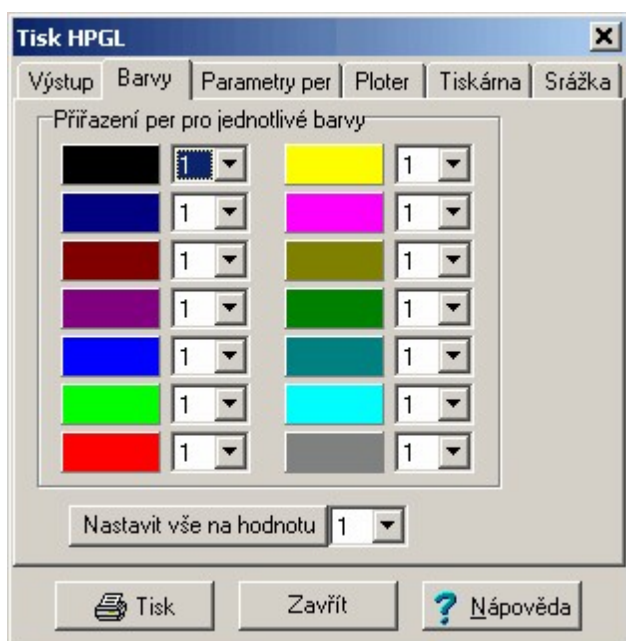 Tisk HPGL
Výstup Barvy Parametry per Ploter Tiskárna Srážka
Přiřazení per pro jednotlivé barvy
1 1
1 1
1 1
1 1
1 1
1 1
1 1
Nastavit vše na hodnotu 1
Tisk Zavřít ? Nápověda